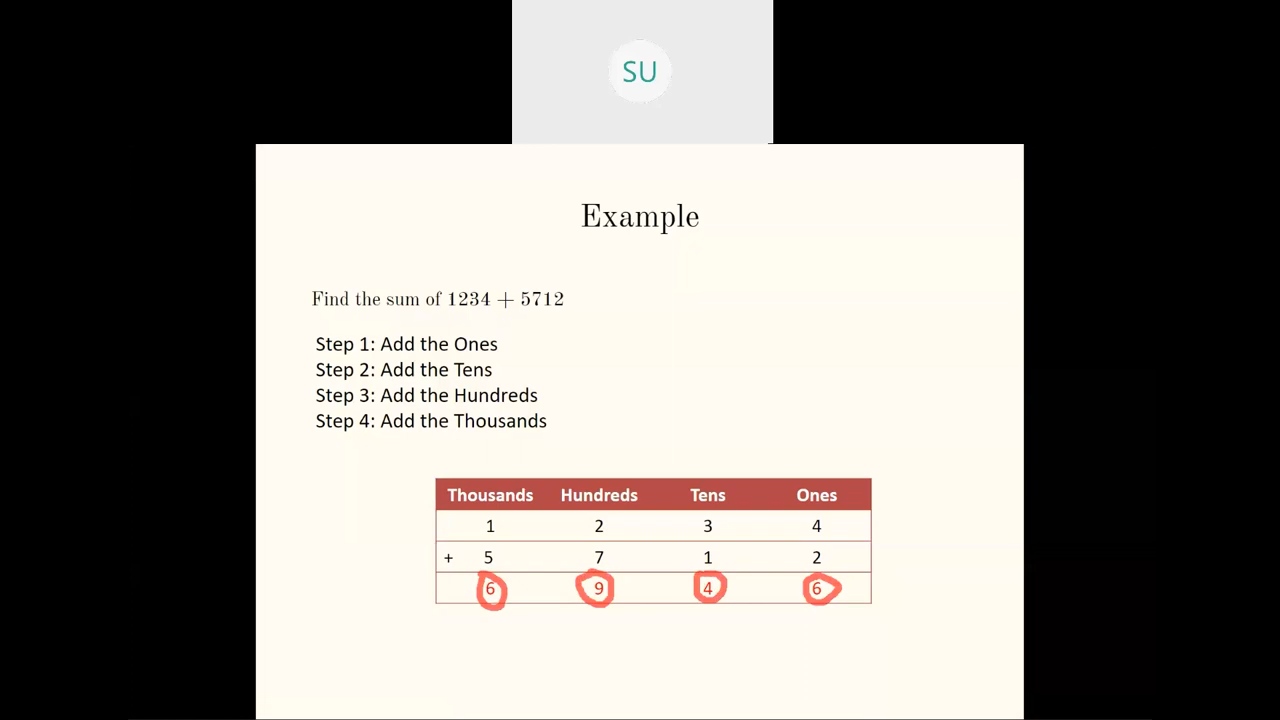 SU
Example
Find the sum of 1234 + 5712
Step 1: Add the Ones
Step 2: Add the Tens
Step 3: Add the Hundreds
Step 4: Add the Thousands
Thousands Hundreds Tens Ones
1 2 3 4
+ 5 7 1 2
6 9 4 6